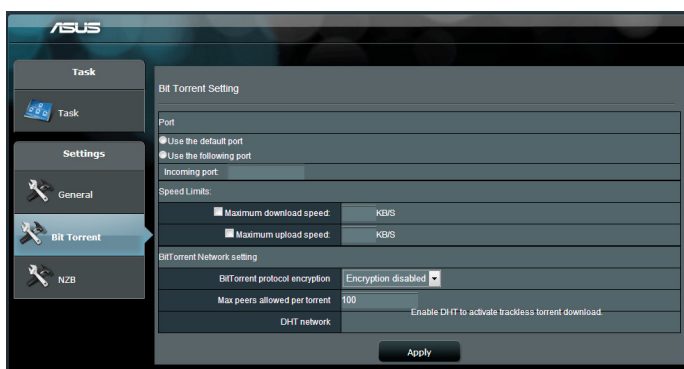 ASUS
Task
Task
Settings
General
Bit Torrent
NZB
Bit Torrent Setting
Port
Use the default port
Use the following port
Incoming port:
Speed Limits:
Maximum download speed: KB/S
Maximum upload speed: KB/S
BitTorrent Network setting
BitTorrent protocol encryption Encryption disabled
Max peers allowed per torrent 100
DHT network Enable DHT to activate trackless torrent download.
Apply